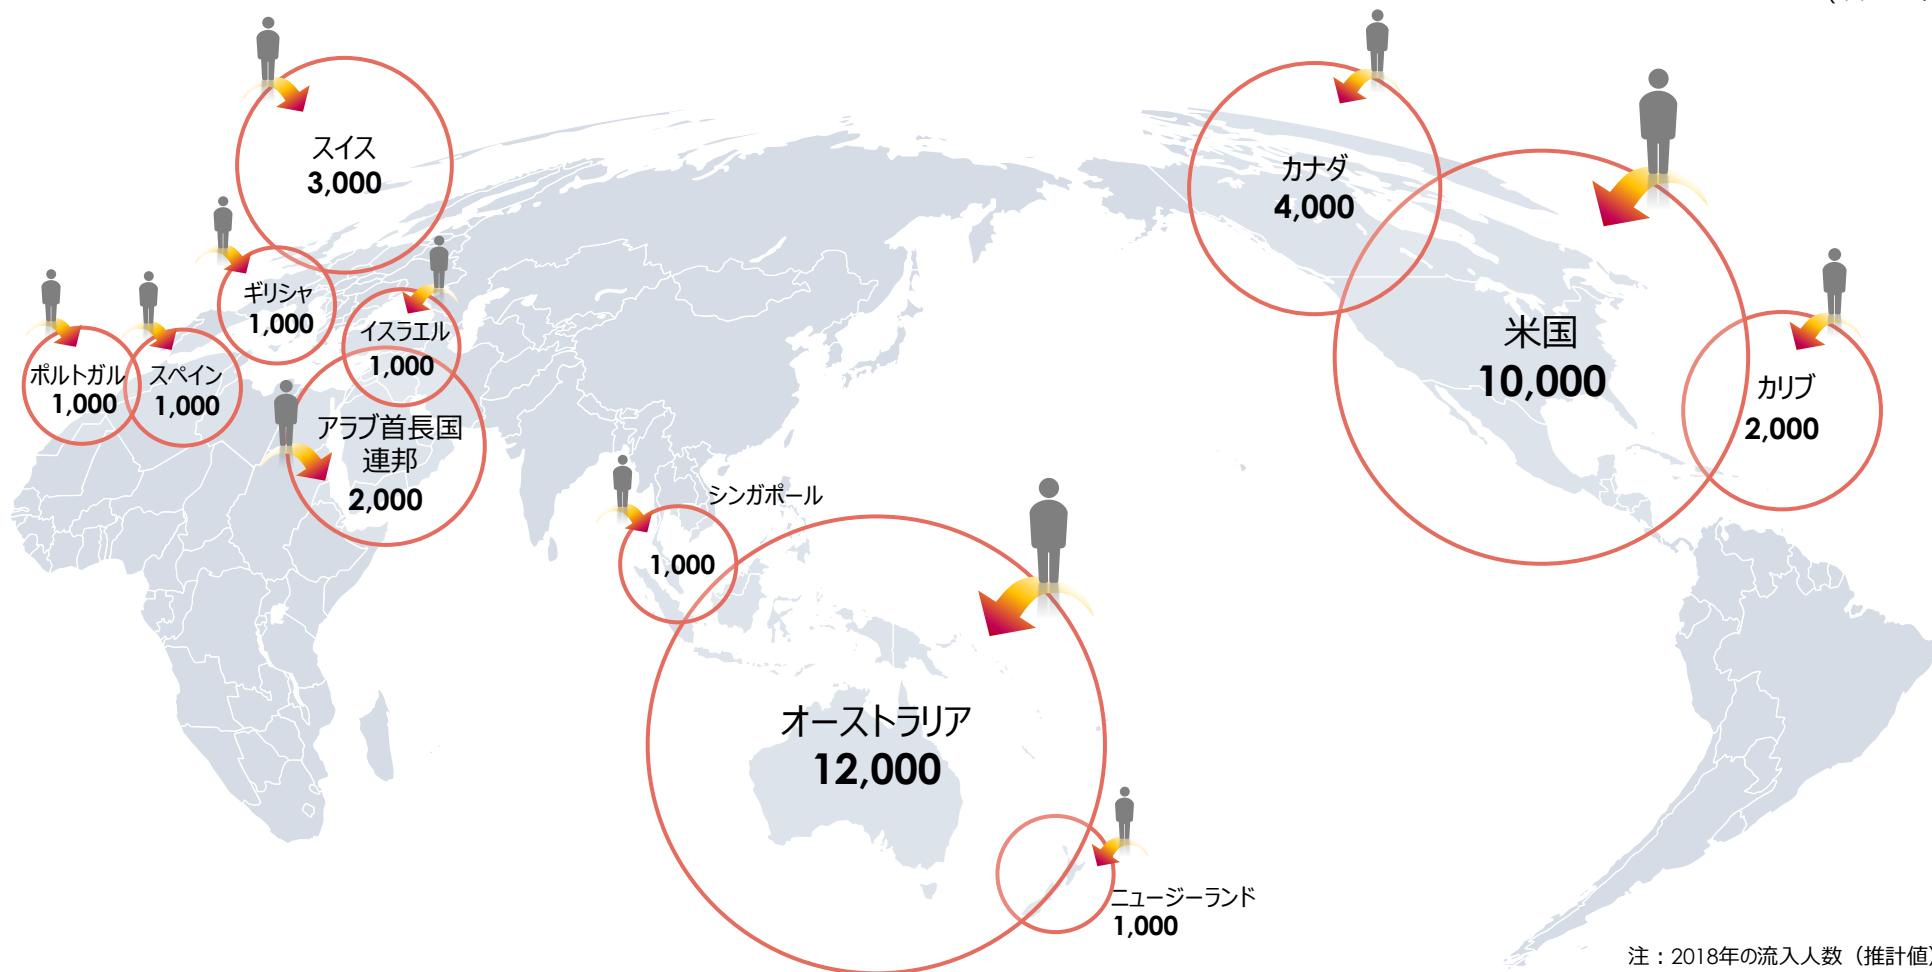 スイス
3,000
カナダ
4,000
ギリシャ
1,000
イスラエル
1,000
ポルトガル
1,000
スペイン
1,000
米国
10,000
カリブ
2,000
アラブ首長国
連邦
2,000
シンガポール
1,000
オーストラリア
12,000
ニュージーランド
1,000
注：2018年の流入人数（推計値）